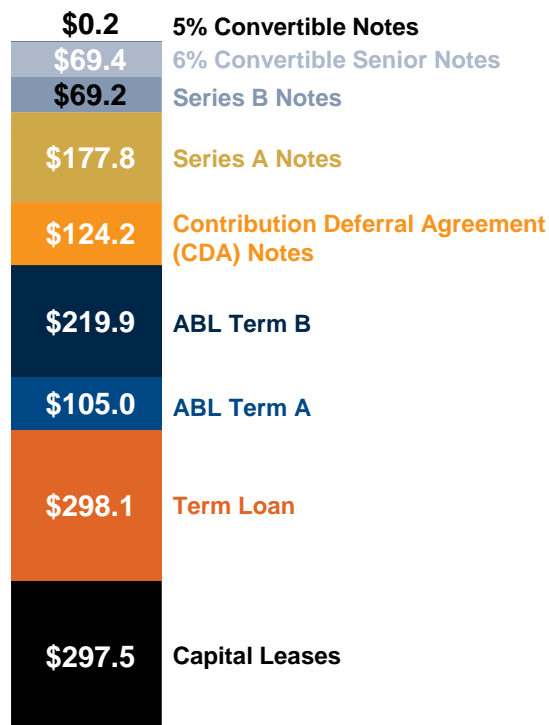 $0.2 5% Convertible Notes
$69.4 6% Convertible Senior Notes
$69.2 Series B Notes
$177.8 Series A Notes
$124.2 Contribution Deferral Agreement
(CDA) Notes
$219.9 ABL Term B
$105.0 ABL Term A
$298.1 Term Loan
$297.5 Capital Leases